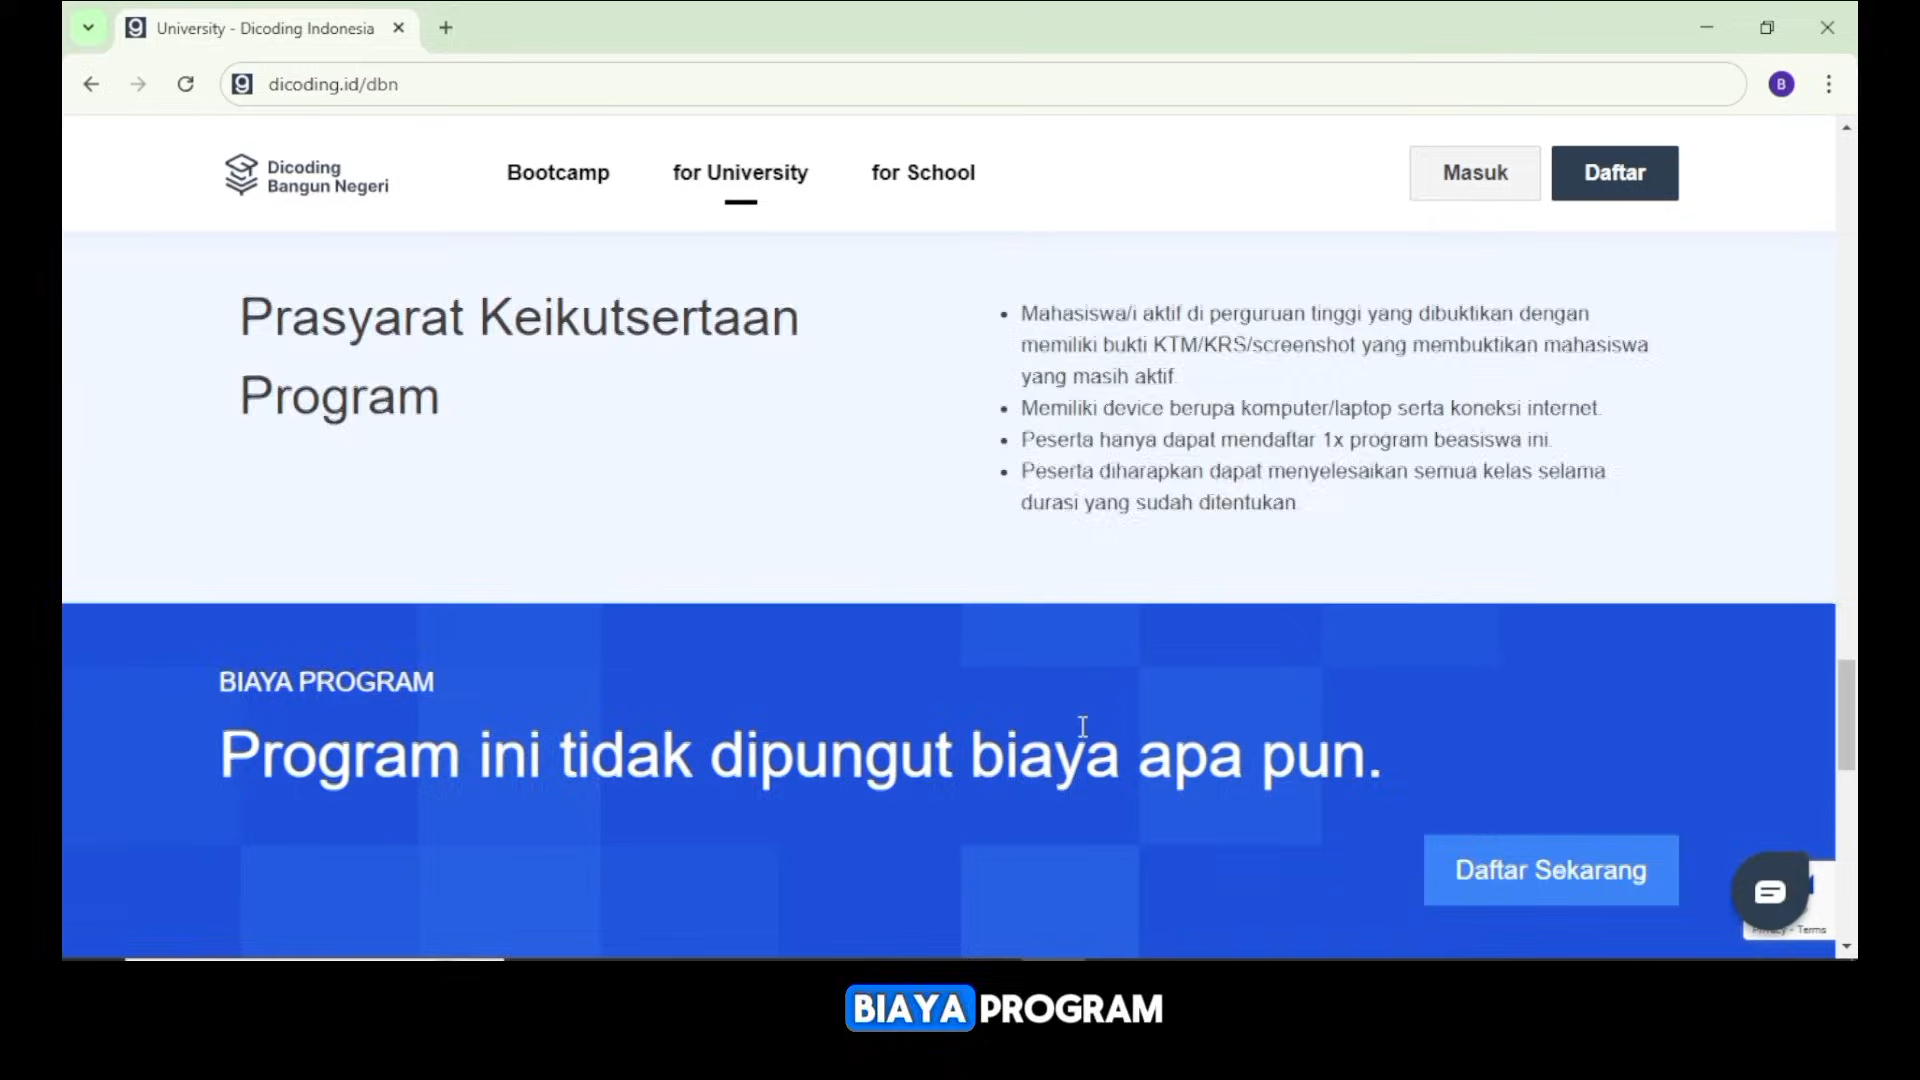 University - Dicoding Indonesia
dicoding.id/dbn
B
Dicoding
Bangun Negeri
Bootcamp
for University
for School
Masuk
Daftar
Prasyarat Keikutsertaan
Program
Mahasiswa/i aktif di perguruan tinggi yang dibuktikan dengan
memiliki bukti KTM/KRS/screenshot yang membuktikan mahasiswa
yang masih aktif.
Memiliki device berupa komputer/laptop serta koneksi internet.
Peserta hanya dapat mendaftar 1x program beasiswa ini.
Peserta diharapkan dapat menyelesaikan semua kelas selama
durasi yang sudah ditentukan.
BIAYA PROGRAM
Program ini tidak dipungut biaya apa pun.
Daftar Sekarang
Privacy - Terms
BIAYA PROGRAM